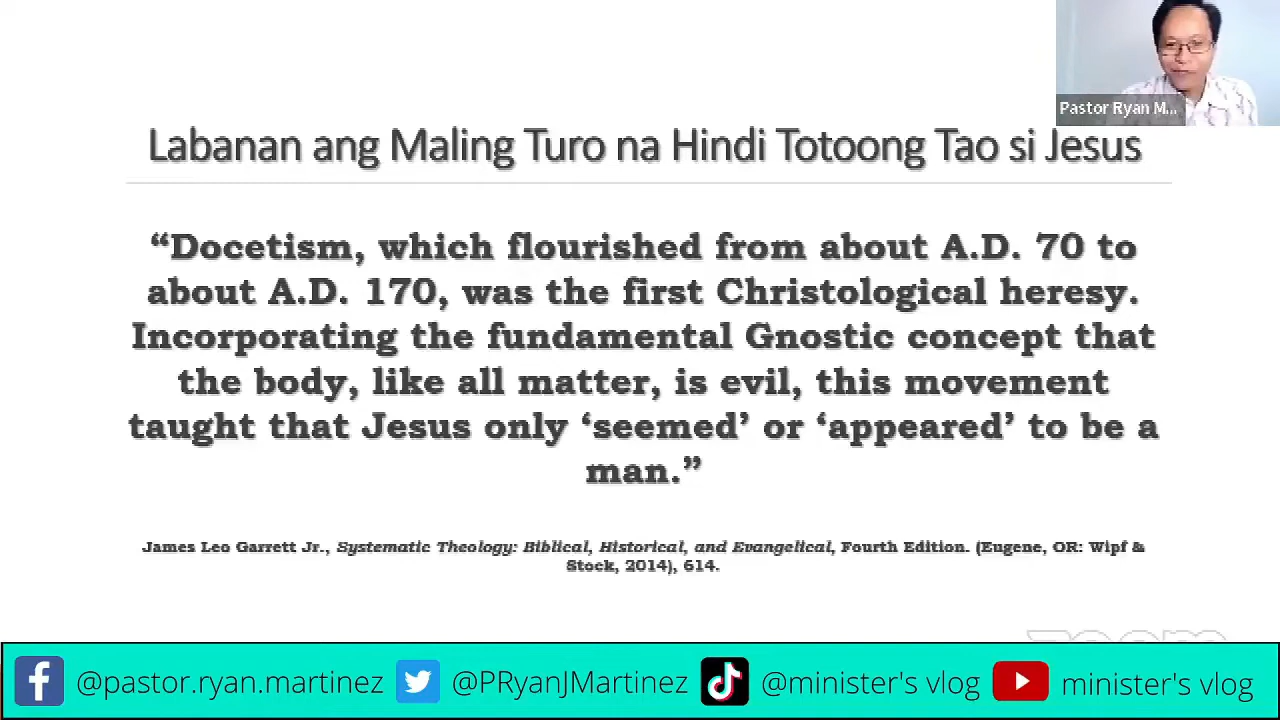 Pastor Ryan M...
Labanan ang Maling Turo na Hindi Totoong Tao si Jesus
“Docetism, which flourished from about A.D. 70 to
about A.D. 170, was the first Christological heresy.
Incorporating the fundamental Gnostic concept that
the body, like all matter, is evil, this movement
taught that Jesus only ‘seemed’ or ‘appeared’ to be a
man.”
James Leo Garrett Jr., Systematic Theology: Biblical, Historical, and Evangelical, Fourth Edition. (Eugene, OR: Wipf &
Stock, 2014), 614.
zoom
@pastor.ryan.martinez @PRyanJMartinez @minister's vlog minister's vlog